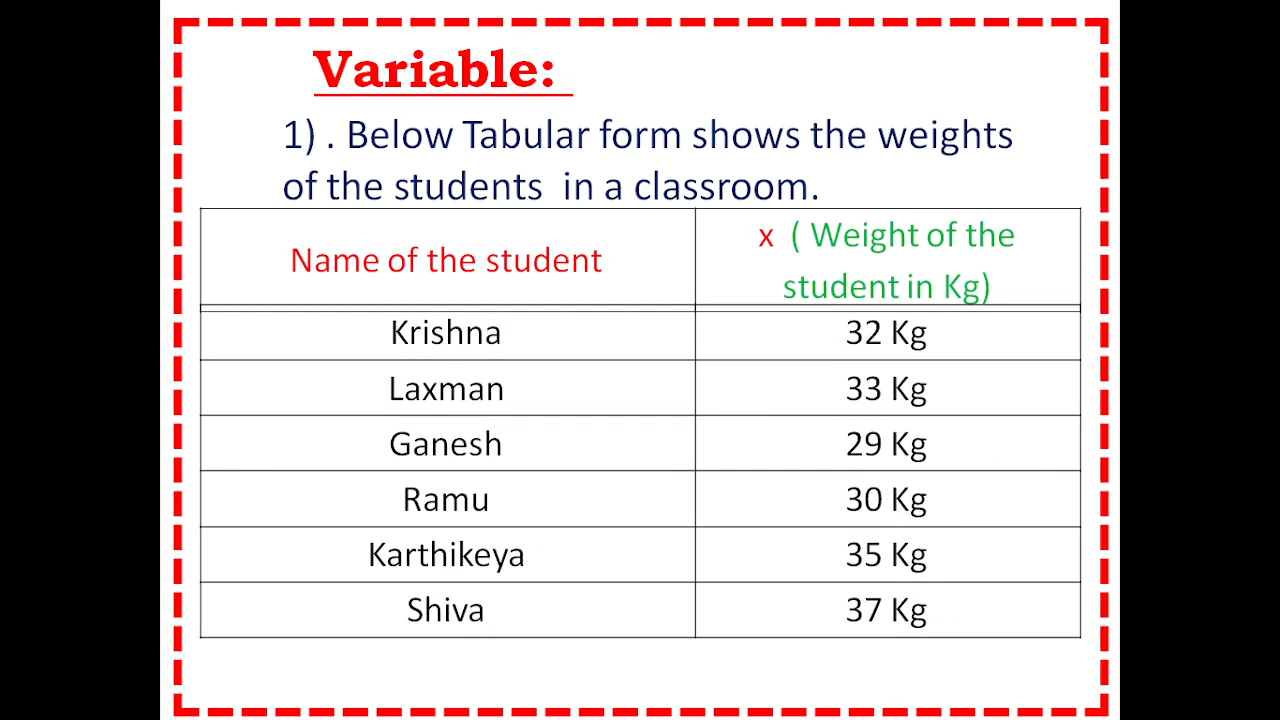 Variable:
1) . Below Tabular form shows the weights
of the students in a classroom.
Name of the student
x ( Weight of the
student in Kg)
Krishna 32 Kg
Laxman 33 Kg
Ganesh 29 Kg
Ramu 30 Kg
Karthikeya 35 Kg
Shiva 37 Kg